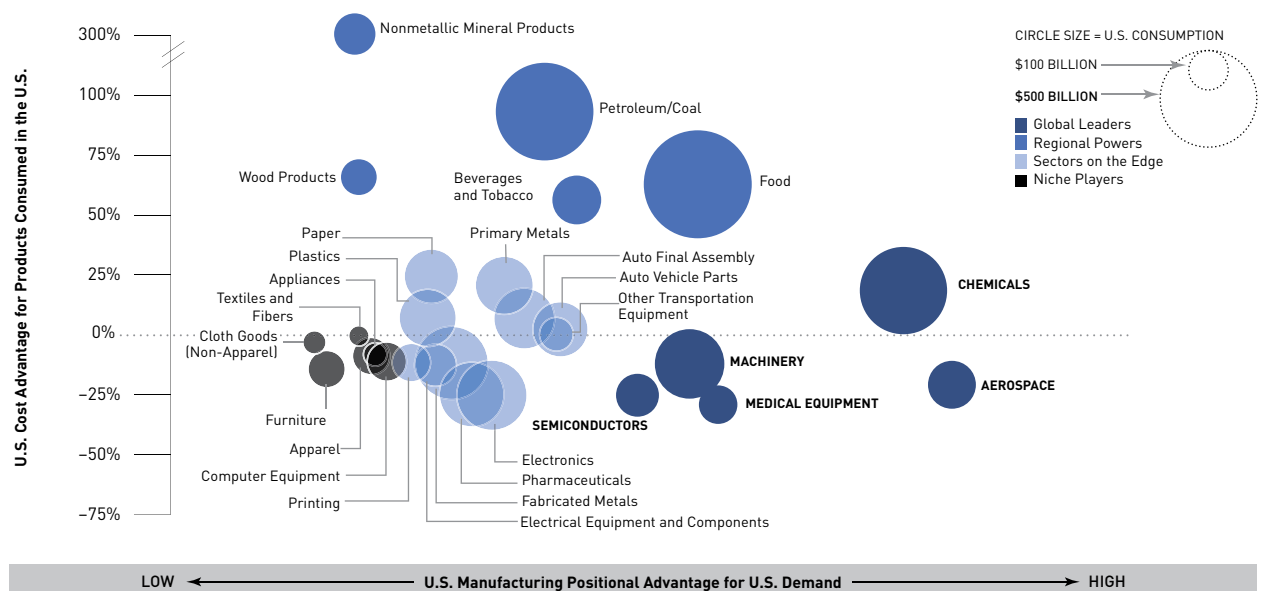 U.S. Cost Advantage for Products Consumed in the U.S.
300%
100%
75%
50%
25%
0%
−25%
−50%
−75%
Nonmetallic Mineral Products
Petroleum/Coal
Wood Products
Beverages
and Tobacco
Food
Paper
Plastics
Appliances
Textiles and
Fibers
Cloth Goods
(Non-Apparel)
Primary Metals
Auto Final Assembly
Auto Vehicle Parts
Other Transportation
Equipment
CHEMICALS
MACHINERY
AEROSPACE
MEDICAL EQUIPMENT
SEMICONDUCTORS
Furniture
Apparel
Computer Equipment
Printing
Electronics
Pharmaceuticals
Fabricated Metals
Electrical Equipment and Components
CIRCLE SIZE = U.S. CONSUMPTION
$100 BILLION
$500 BILLION
Global Leaders
Regional Powers
Sectors on the Edge
Niche Players
LOW
U.S. Manufacturing Positional Advantage for U.S. Demand
HIGH